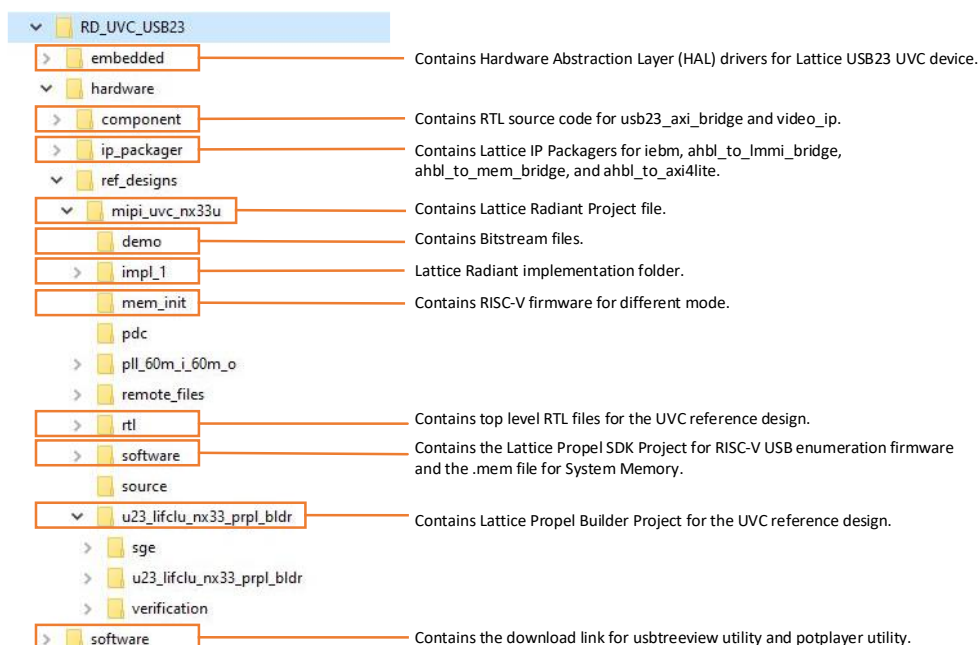 RD_UVC_USB23
embedded
Contains Hardware Abstraction Layer (HAL) drivers for Lattice USB23 UVC device.
hardware
component
Contains RTL source code for usb23_axi_bridge and video_ip.
ip_packager
Contains Lattice IP Packagers for iebm, ahbl_to_lmmi_bridge,
ahbl_to_mem_bridge, and ahbl_to_axi4lite.
ref_designs
mipi_uvc_nx33u
Contains Lattice Radiant Project file.
demo
Contains Bitstream files.
impl_1
Lattice Radiant implementation folder.
mem_init
Contains RISC-V firmware for different mode.
pdc
pll_60m_i_60m_o
remote_files
rtl
Contains top level RTL files for the UVC reference design.
software
Contains the Lattice Propel SDK Project for RISC-V USB enumeration firmware
and the .mem file for System Memory.
source
u23_lifclu_nx33_prpl_bldr
Contains Lattice Propel Builder Project for the UVC reference design.
sge
u23_lifclu_nx33_prpl_bldr
verification
software
Contains the download link for usbtreeview utility and potplayer utility.